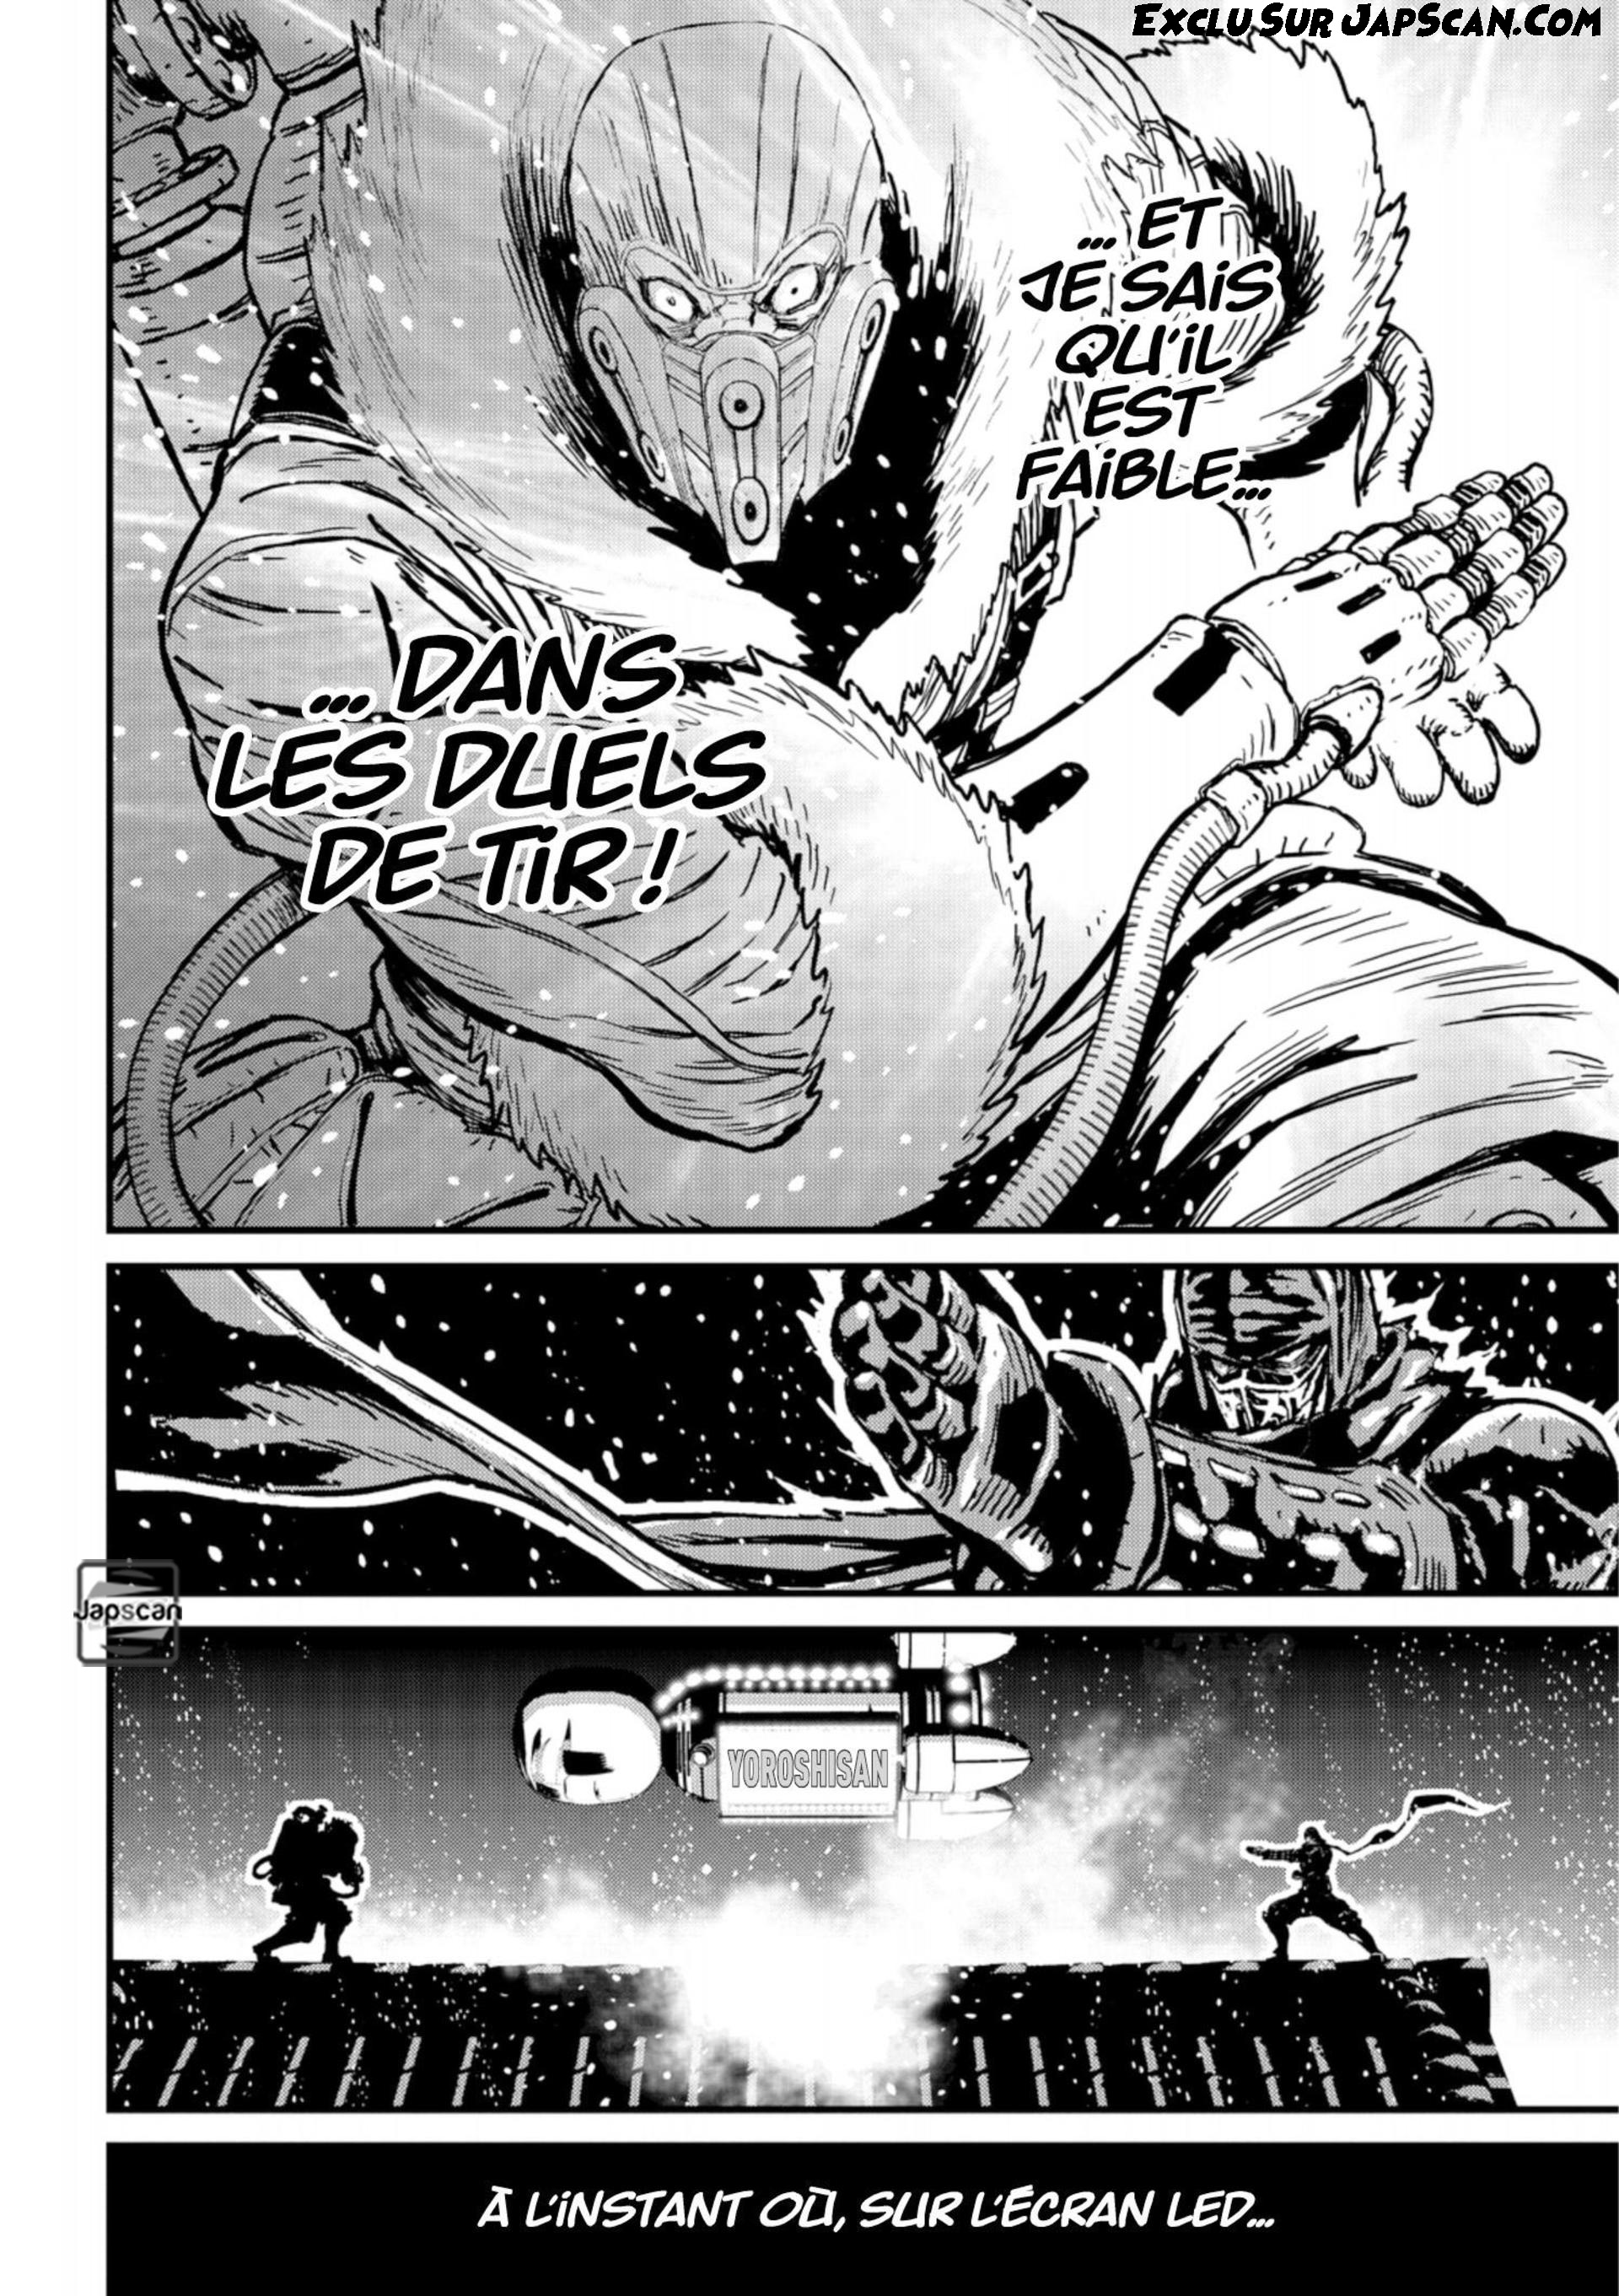 EXCLU SUR JAPSCAN.COM
... ET
JE SAIS
QU'IL
EST
FAIBLE...
... DANS
LES DUELS
DE TIR !
Japscan
YOROSHISAN
À L'INSTANT OÙ, SUR L'ÉCRAN LED...